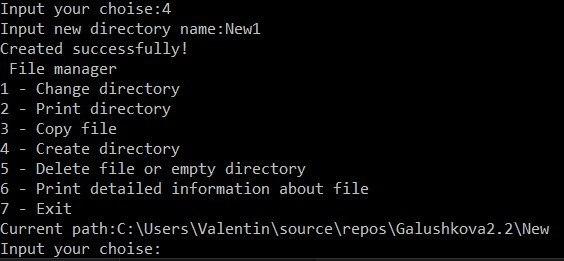 Input your choise:4
Input new directory name:New1
Created successfully!
File manager
1 - Change directory
2 - Print directory
3 - Copy file
4 - Create directory
5 - Delete file or empty directory
6 - Print detailed information about file
7 - Exit
Current path:C:\Users\Valentin\source\repos\Galushkova2.2\New
Input your choise: